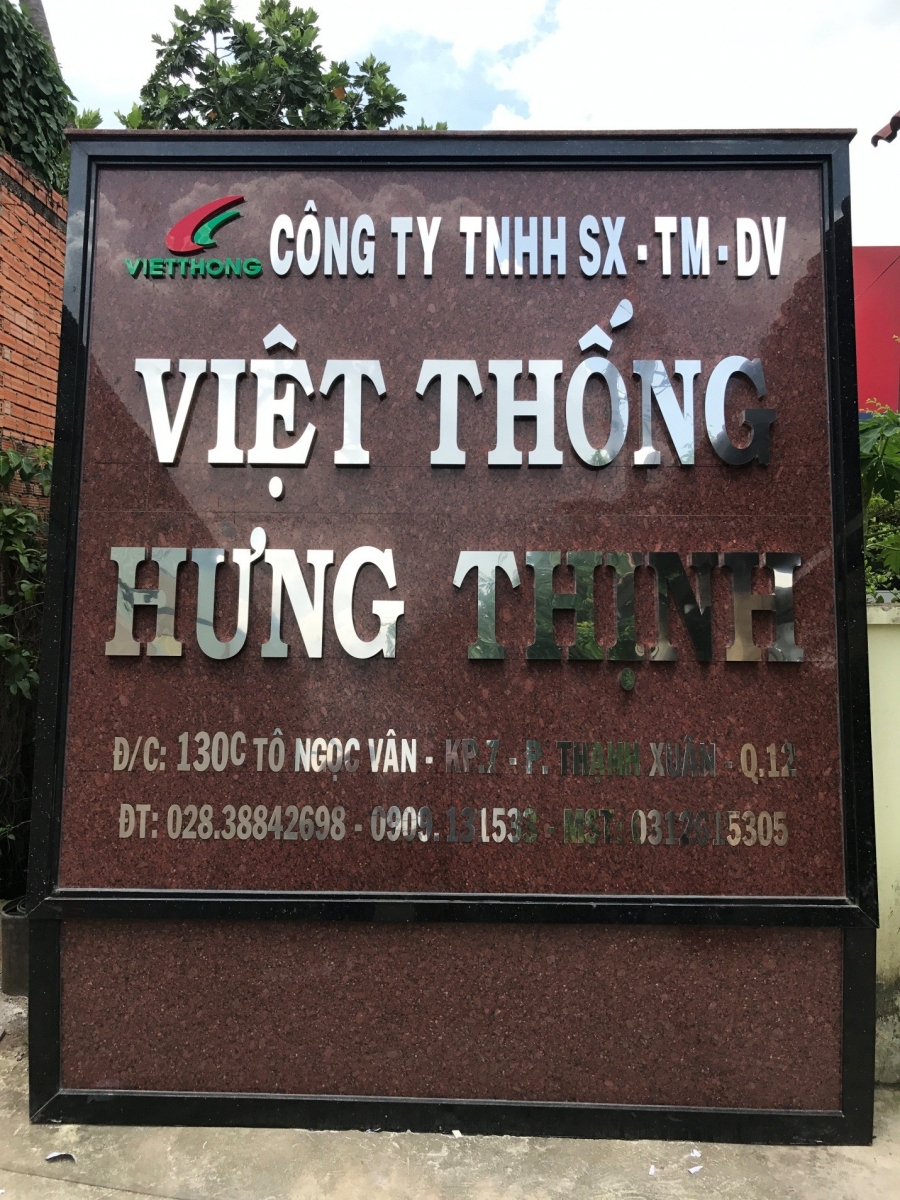 VIETTHONG CÔNG TY TNHH SX - TM - DV
VIỆT THỐNG
HƯNG THỊNH
Đ/C: 130C TÔ NGỌC VÂN - KP.7 - P. THẠNH XUÂN - Q.12
ĐT: 028.38842698 - 0909.131533 - MST: